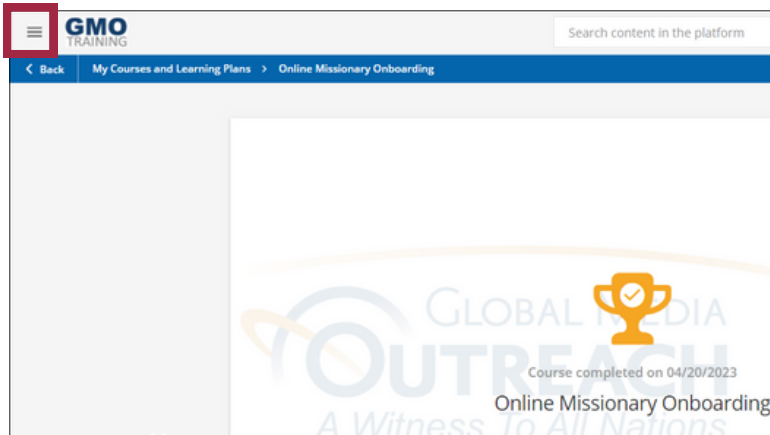 GMO
TRAINING
Search content in the platform
Back My Courses and Learning Plans > Online Missionary Onboarding
GLOBAL MEDIA
OUTREACH
Course completed on 04/20/2023
Online Missionary Onboarding
A Witness To All Nations